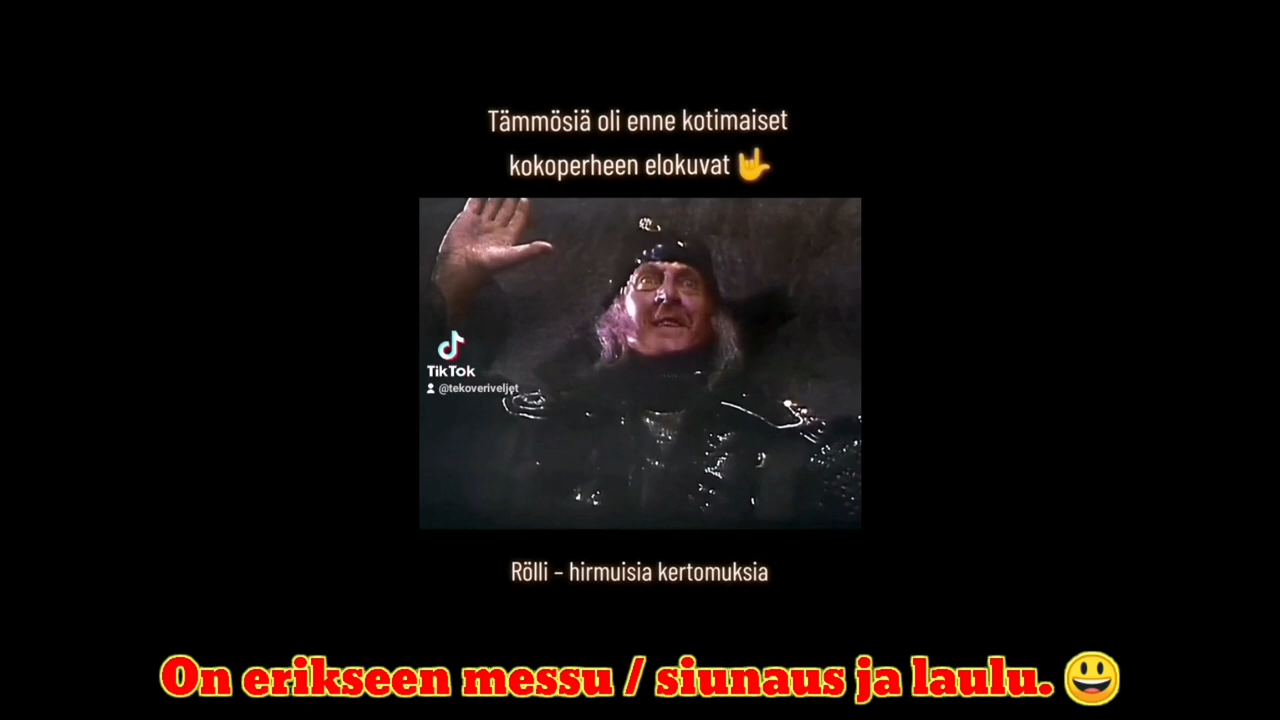 Tämmösiä oli enne kotimaiset
kokoperheen elokuvat 🤟
TikTok
@tekoveriveljet
Rölli – hirmuisia kertomuksia
On erikseen messu / siunaus ja laulu. 😃